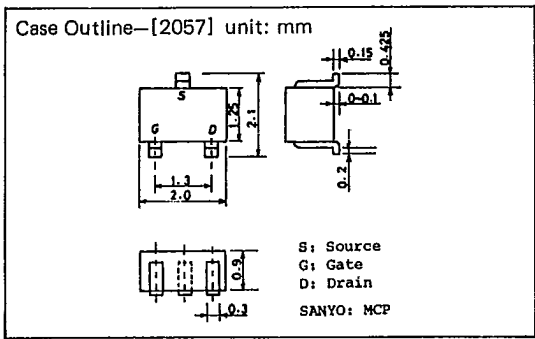 Case Outline—[2057] unit: mm
0.15
0.425
S
G D
1.25
2.1
0~0.1
1.3
2.0
0.2
0.9
0.3
S: Source
G: Gate
D: Drain
SANYO: MCP